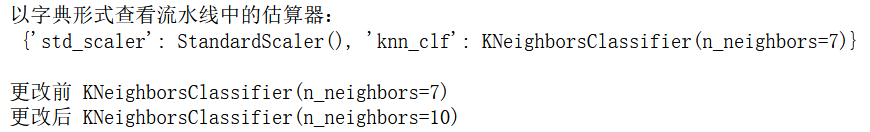 以字典形式查看流水线中的估算器：
{'std_scaler': StandardScaler(), 'knn_clf': KNeighborsClassifier(n_neighbors=7)}
更改前 KNeighborsClassifier(n_neighbors=7)
更改后 KNeighborsClassifier(n_neighbors=10)